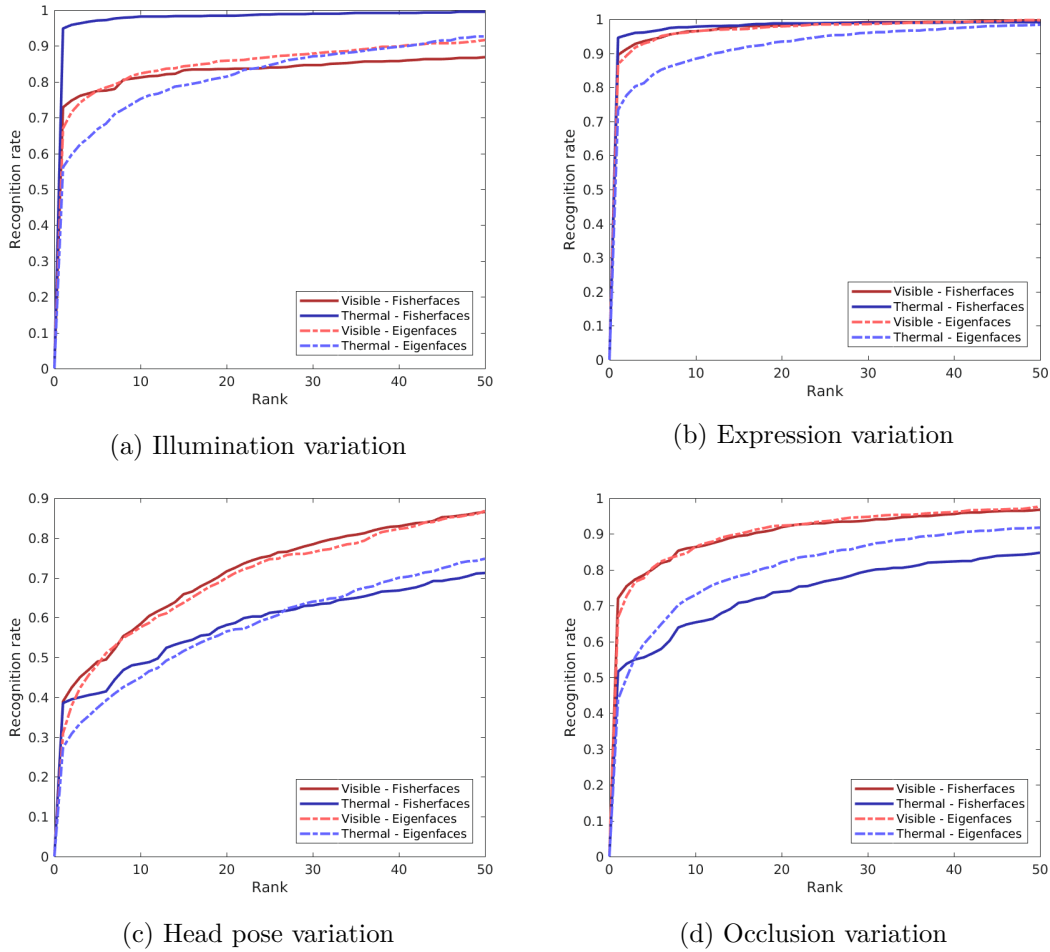 1
0.9
0.8
0.7
0.6
0.5
0.4
0.3
0.2
0.1
0
Recognition rate
Visible - Fisherfaces
Thermal - Fisherfaces
Visible - Eigenfaces
Thermal - Eigenfaces
0 10 20 30 40 50
Rank
(a) Illumination variation
1
0.9
0.8
0.7
0.6
0.5
0.4
0.3
0.2
0.1
0
Recognition rate
Visible - Fisherfaces
Thermal - Fisherfaces
Visible - Eigenfaces
Thermal - Eigenfaces
0 10 20 30 40 50
Rank
(b) Expression variation
0.9
0.8
0.7
0.6
0.5
0.4
0.3
0.2
0.1
0
Recognition rate
Visible - Fisherfaces
Thermal - Fisherfaces
Visible - Eigenfaces
Thermal - Eigenfaces
0 10 20 30 40 50
Rank
(c) Head pose variation
1
0.9
0.8
0.7
0.6
0.5
0.4
0.3
0.2
0.1
0
Recognition rate
Visible - Fisherfaces
Thermal - Fisherfaces
Visible - Eigenfaces
Thermal - Eigenfaces
0 10 20 30 40 50
Rank
(d) Occlusion variation